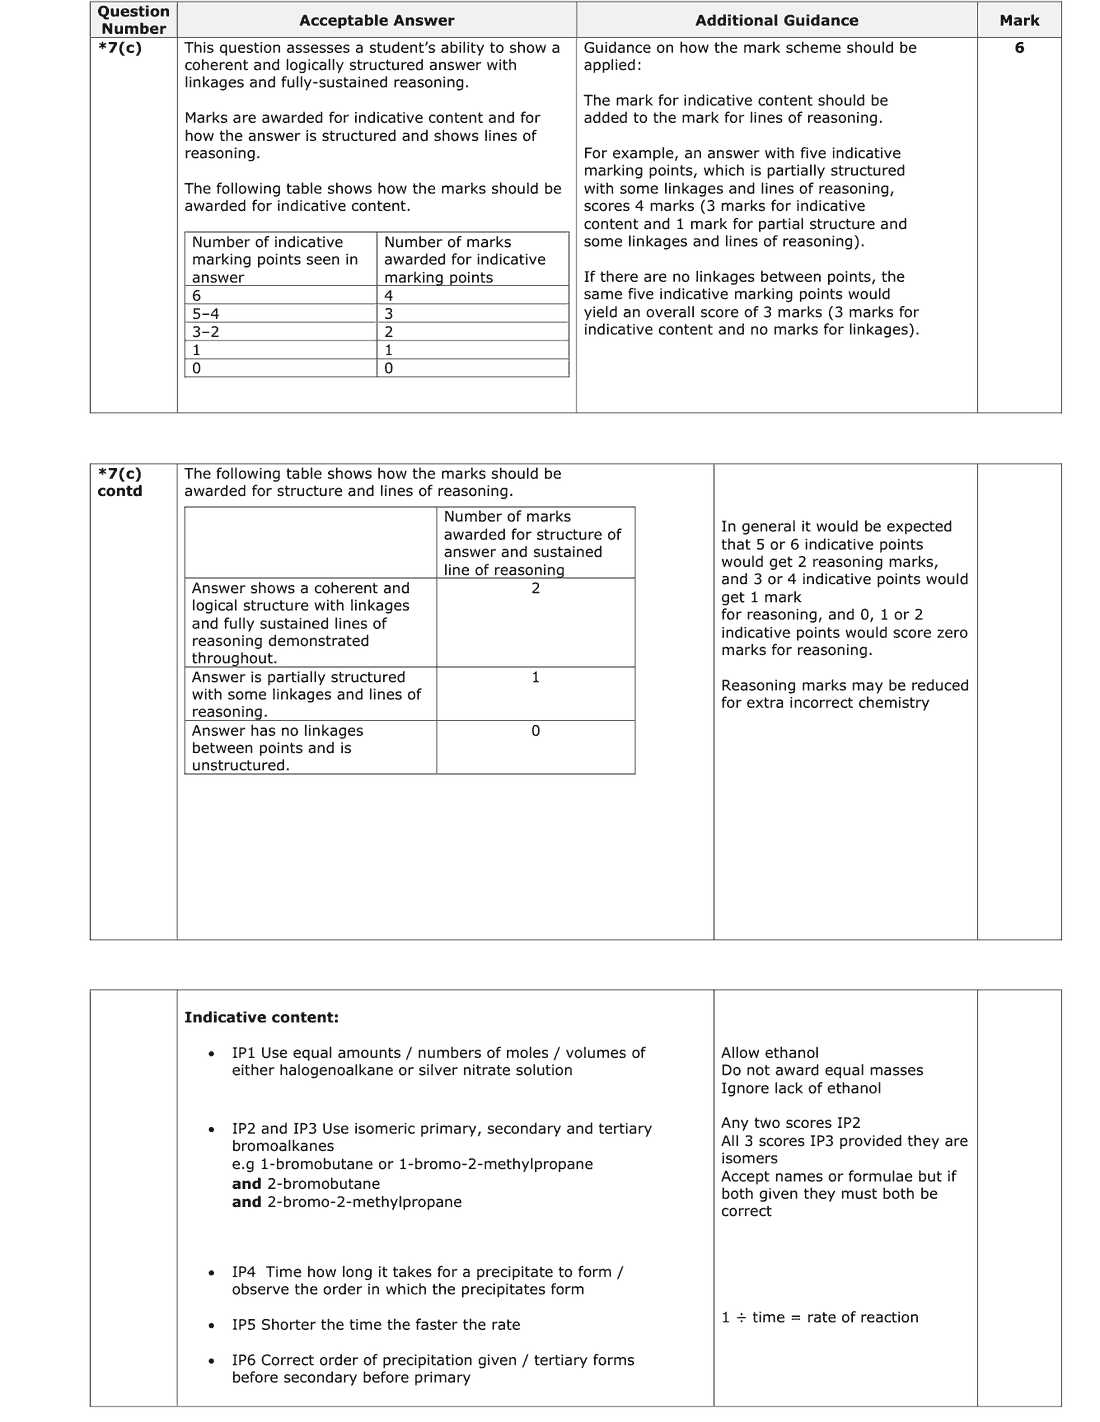 Question Number
Acceptable Answer
Additional Guidance
Mark
*7(c)
This question assesses a student’s ability to show a
coherent and logically structured answer with
linkages and fully-sustained reasoning.
Marks are awarded for indicative content and for
how the answer is structured and shows lines of
reasoning.
The following table shows how the marks should be
awarded for indicative content.
Number of indicative
marking points seen in
answer
Number of marks
awarded for indicative
marking points
6
4
5–4
3
3–2
2
1
1
0
0
Guidance on how the mark scheme should be
applied:
The mark for indicative content should be
added to the mark for lines of reasoning.
For example, an answer with five indicative
marking points, which is partially structured
with some linkages and lines of reasoning,
scores 4 marks (3 marks for indicative
content and 1 mark for partial structure and
some linkages and lines of reasoning).
If there are no linkages between points, the
same five indicative marking points would
yield an overall score of 3 marks (3 marks for
indicative content and no marks for linkages).
6
*7(c)
contd
The following table shows how the marks should be
awarded for structure and lines of reasoning.
Number of marks
awarded for structure of
answer and sustained
line of reasoning
Answer shows a coherent and
logical structure with linkages
and fully sustained lines of
reasoning demonstrated
throughout.
2
Answer is partially structured
with some linkages and lines of
reasoning.
1
Answer has no linkages
between points and is
unstructured.
0
In general it would be expected
that 5 or 6 indicative points
would get 2 reasoning marks,
and 3 or 4 indicative points would
get 1 mark
for reasoning, and 0, 1 or 2
indicative points would score zero
marks for reasoning.
Reasoning marks may be reduced
for extra incorrect chemistry
Indicative content:
• IP1 Use equal amounts / numbers of moles / volumes of
either halogenoalkane or silver nitrate solution
• IP2 and IP3 Use isomeric primary, secondary and tertiary
bromoalkanes
e.g 1-bromobutane or 1-bromo-2-methylpropane
and 2-bromobutane
and 2-bromo-2-methylpropane
• IP4 Time how long it takes for a precipitate to form /
observe the order in which the precipitates form
• IP5 Shorter the time the faster the rate
• IP6 Correct order of precipitation given / tertiary forms
before secondary before primary
Allow ethanol
Do not award equal masses
Ignore lack of ethanol
Any two scores IP2
All 3 scores IP3 provided they are
isomers
Accept names or formulae but if
both given they must both be
correct
1 ÷ time = rate of reaction